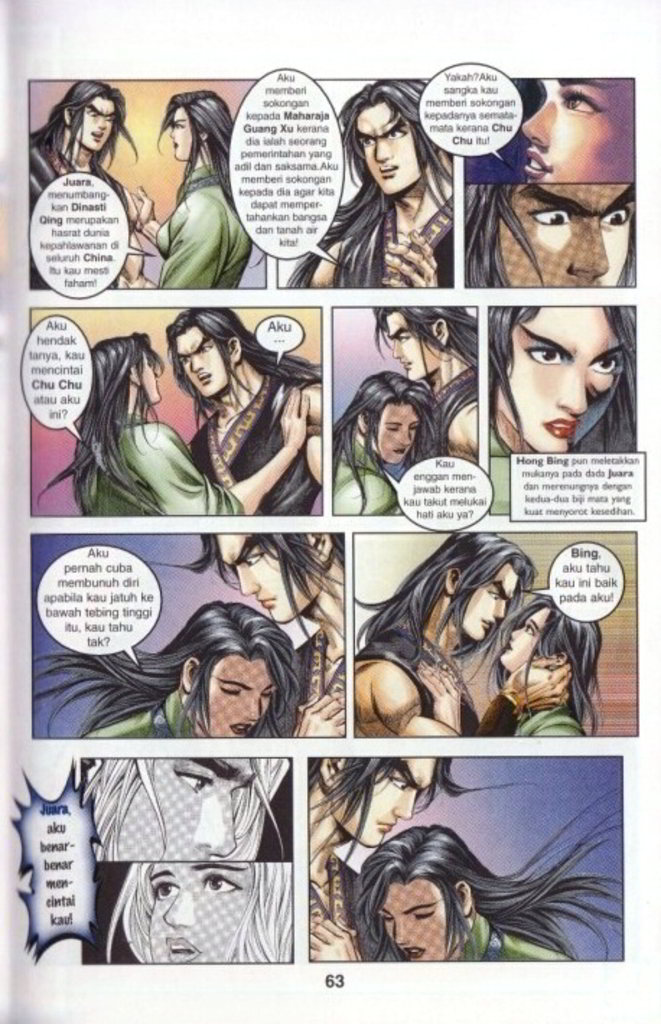 Juara,
menumbang-
kan Dinasti
Qing merupakan
hasrat dunia
kepahlawanan di
seluruh China.
Itu kau mesti
faham!
Aku
memberi
sokongan
kepada Maharaja
Guang Xu kerana
dia ialah seorang
pemerintahan yang
adil dan saksama.Aku
memberi sokongan
kepada dia agar kita
dapat memper-
tahankan bangsa
dan tanah air
kita!
Yakah?Aku
sangka kau
memberi sokongan
kepadanya semata-
mata kerana Chu
Chu itu!
Aku
hendak
tanya, kau
mencintai
Chu Chu
atau aku
ini?
Aku
...
Kau
enggan men-
jawab kerana
kau takut melukai
hati aku ya?
Hong Bing pun meletakkan
mukanya pada dada Juara
dan merenungnya dengan
kedua-dua biji mata yang
kuat menyorot kesedihan.
Aku
pernah cuba
membunuh diri
apabila kau jatuh ke
bawah tebing tinggi
itu, kau tahu
tak?
Bing,
aku tahu
kau ini baik
pada aku!
Juara,
aku
benar-
benar
men-
cintai
kau!
63